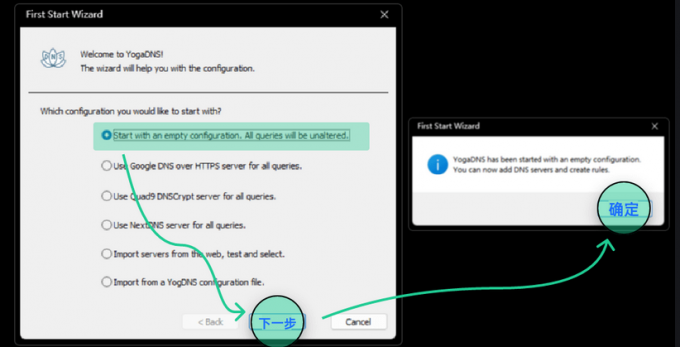 First Start Wizard
Welcome to YogaDNS!
The wizard will help you with the configuration.
Which configuration you would like to start with?
Start with an empty configuration. All queries will be unaltered.
Use Google DNS over HTTPS server for all queries.
Use Quad9 DNSCrypt server for all queries.
Use NextDNS server for all queries.
Import servers from the web, test and select.
Import from a YogDNS configuration file.
< Back
下一步
Cancel
First Start Wizard
YogaDNS has been started with an empty configuration.
You can now add DNS servers and create rules.
确定